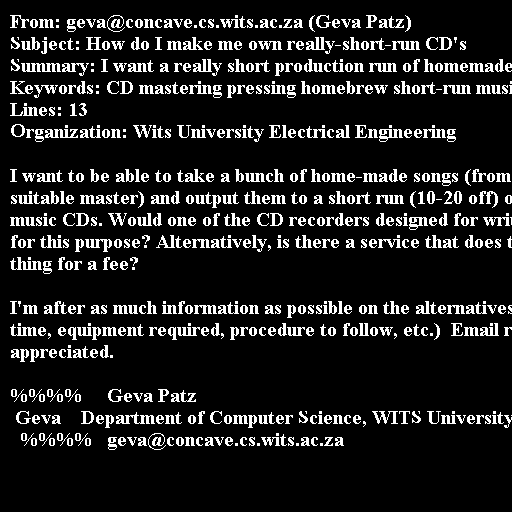 From: geva@concave.cs.wits.ac.za (Geva Patz)
Subject: How do I make me own really-short-run CD's
Summary: I want a really short production run of homemade
Keywords: CD mastering pressing homebrew short-run musi
Lines: 13
Organization: Wits University Electrical Engineering

I want to be able to take a bunch of home-made songs (from
suitable master) and output them to a short run (10-20 off) o
music CDs. Would one of the CD recorders designed for writ
for this purpose? Alternatively, is there a service that does t
thing for a fee?

I'm after as much information as possible on the alternatives
time, equipment required, procedure to follow, etc.)  Email r
appreciated.

%%%%     Geva Patz
 Geva    Department of Computer Science, WITS University
  %%%%   geva@concave.cs.wits.ac.za